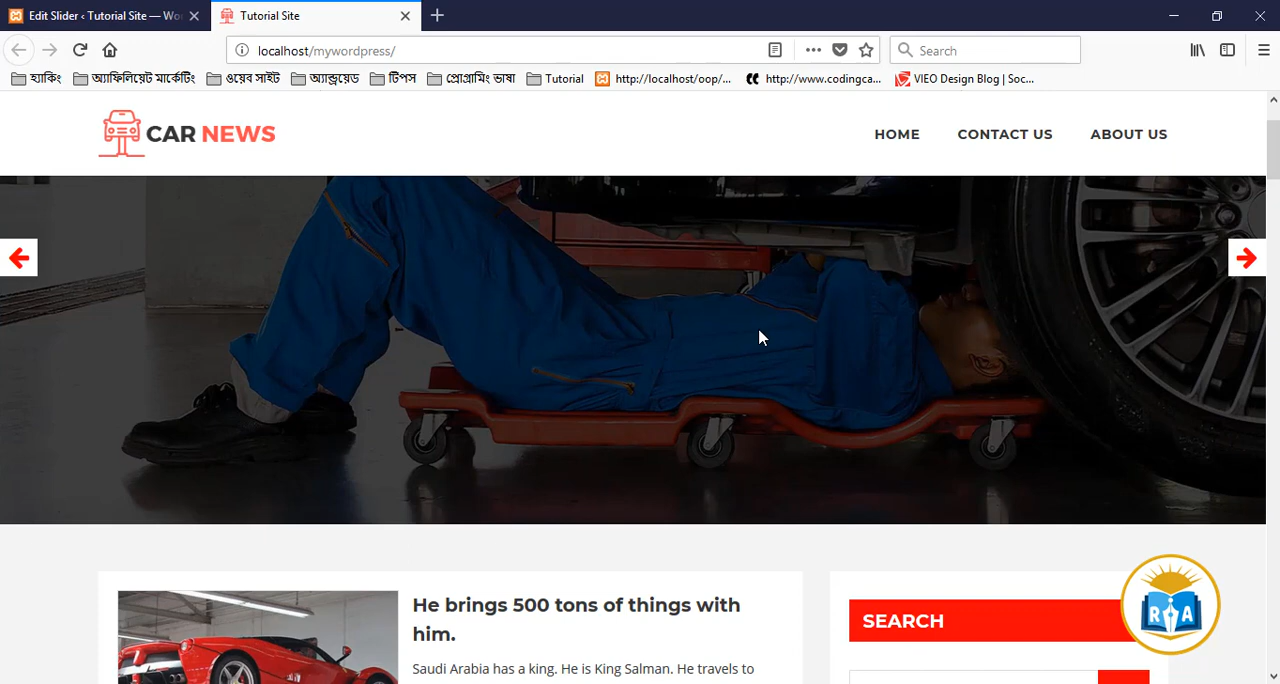 Edit Slider ‹ Tutorial Site — Wo
Tutorial Site
localhost/mywordpress/
Search
হ্যাকিং
অ্যাফিলিয়েট মার্কেটিং
ওয়েব সাইট
অ্যান্ড্রয়েড
টিপস
প্রোগ্রামিং ভাষা
Tutorial
http://localhost/oop/...
http://www.codingca...
VIEO Design Blog | Soc...
CAR NEWS
HOME
CONTACT US
ABOUT US
He brings 500 tons of things with
him.
Saudi Arabia has a king. He is King Salman. He travels to
SEARCH
R A